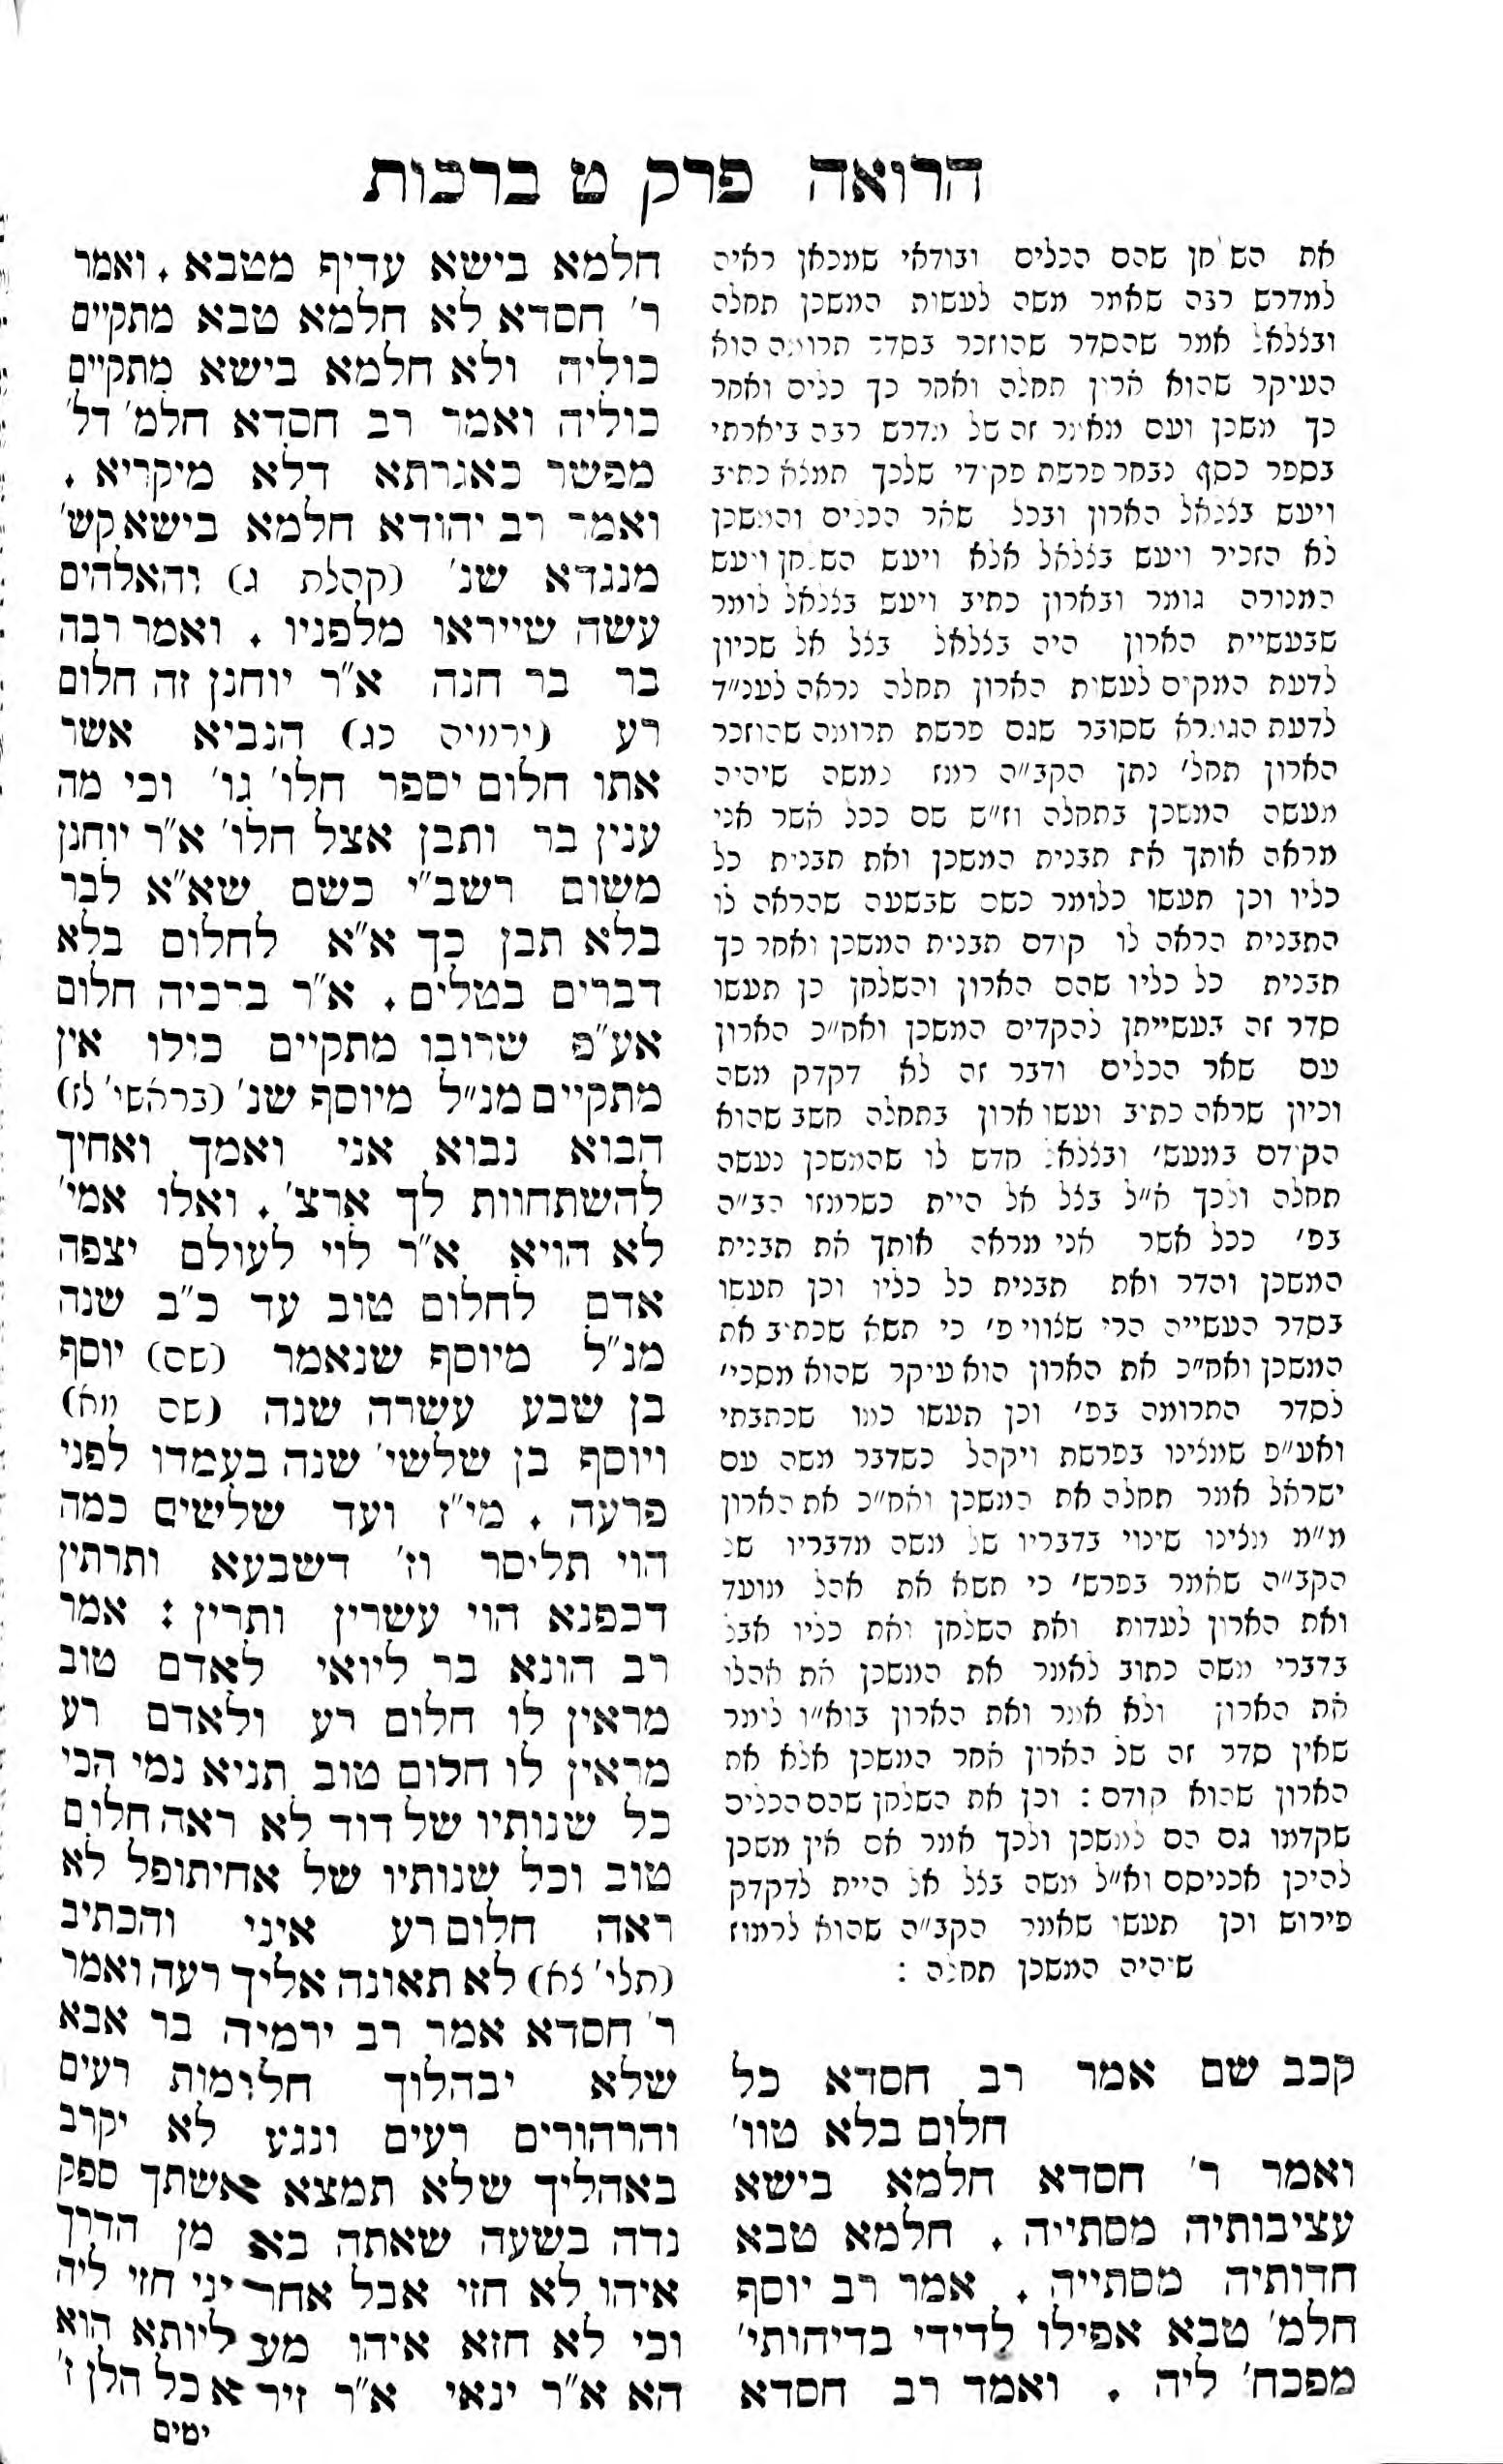 הרואה פרק ט ברכות
את השלחן שהם הכלים ובודאי שמכאן ראיה
למדרש רבה שאמר משה לעשות המשכן תחלה
ובצלאל אמר שהסדר שהוזכר בסדר תרומה הוא
העיקר שהוא ארון תחלה ואחר כך כלים ואחר
כך משכן ועם מאמר זה של מדרש רבה ביארתי
בספר כסף נבחר פרשת פקודי שלכך תמצא כתיב
ויעש בצלאל הארון ובכל שאר הכלים והמשכן
לא הזכיר ויעש בצלאל אלא ויעש השלחן ויעש
המנורה גומר ובארון כתיב ויעש בצלאל לומר
שבעשיית הארון היה בצלאל בצל אל שכיון
לדעת המקום לעשות הארון תחלה נראה לענ״ד
לדעת הגמרא שסובר שגם פרשת תרומה שהוזכר
הארון תחל׳ נתן הקב״ה רמז למשה שיהיה
מעשה המשכן בתחלה וז״ש שם ככל אשר אני
מראה אותך את תבנית המשכן ואת תבנית כל
כליו וכן תעשו כלומר כשם שבשעה שהראה לו
התבנית הראה לו קודם תבנית המשכן ואחר כך
תבנית כל כליו שהם הארון והשלחן כן תעשו
סדר זה בעשייתן להקדים המשכן ואח״כ הארון
עם שאר הכלים ודבר זה לא דקדק משה
וכיון שראה כתיב ועשו ארון בתחלה חשב שהוא
הקודם במעש׳ ובצלאל חדש לו שהמשכן נעשה
תחלה ולכך א״ל בצל אל היית כשרמזו הב״ה
בפ׳ ככל אשר אני מראה אותך את תבנית
המשכן והדר ואת תבנית כל כליו וכן תעשו
בסדר העשייה הרי שצווי פ׳ כי תשא שכתיב את
המשכן ואח״כ את הארון הוא עיקר שהוא מסכי׳
לסדר התרומה בפ׳ וכן תעשו כמו שכתבתי
ואע״פ שמצינו בפרשת ויקהל כשדבר משה עם
ישראל אמר תחלה את המשכן ואח״כ את הארון
מ״מ מצינו שינוי בדבריו של משה מדבריו של
הקב״ה שאמר בפרש׳ כי תשא את אהל מועד
ואת הארון לעדות ואת השלחן ואת כליו אבל
בדברי משה כתוב לאמר את המשכן את אהלו
את הארון ולא אמר ואת הארון בוא״ו לומר
שאין סדר זה של הארון אחר המשכן אלא את
הארון שהוא קודם : וכן את השלחן שהם הכלים
שקדמו גם הם למשכן ולכך אמר אם אין משכן
להיכן אכניסם וא״ל משה בצל אל היית לדקדק
פירוש וכן תעשו שאמר הקב״ה שהוא לרמוז
שיהיה המשכן תחלה :
קכב שם אמר רב חסדא כל
חלום בלא טוו׳
ואמר ר׳ חסדא חלמא בישא
עציבותיה מסתייה . חלמא טבא
חדותיה מסתייה . אמר רב יוסף
חלמ׳ טבא אפילו לדידי בדיחותי׳
מפכח׳ ליה . ואמר רב חסדא
חלמא בישא עדיף מטבא . ואמר
ר׳ חסדא לא חלמא טבא מתקיים
כוליה ולא חלמא בישא מתקיים
כוליה ואמר רב חסדא חלמ׳ דל׳
מפשר כאגרתא דלא מיקריא .
ואמר רב יהודא חלמא בישא קש׳
מנגדא שנ׳ (קהלת ג) והאלהים
עשה שייראו מלפניו . ואמר רבה
בר בר חנה א״ר יוחנן זה חלום
רע (ירמיה כג) הנביא אשר
אתו חלום יספר חלו׳ גו׳ וכי מה
ענין בר ותבן אצל חלו׳ א״ר יוחנן
משום רשב״י כשם שא״א לבר
בלא תבן כך א״א לחלום בלא
דברים בטלים . א״ר ברכיה חלום
אע״פ שרובו מתקיים כולו אין
מתקיים מנ״ל מיוסף שנ׳ (בראשי׳ לז)
הבוא נבוא אני ואמך ואחיך
להשתחוות לך ארצ׳ . ואלו אמי׳
לא הויא א״ר לוי לעולם יצפה
אדם לחלום טוב עד כ״ב שנה
מנ״ל מיוסף שנאמר (שם) יוסף
בן שבע עשרה שנה (שם מא)
ויוסף בן שלשי׳ שנה בעמדו לפני
פרעה . מי״ז ועד שלישים כמה
הוי תליסר וז׳ דשבעא ותרתין
דכפנא הוי עשרין ותרין : אמר
רב הונא בר ליואי לאדם טוב
מראין לו חלום רע ולאדם רע
מראין לו חלום טוב תניא נמי הכי
כל שנותיו של דוד לא ראה חלום
טוב וכל שנותיו של אחיתופל לא
ראה חלום רע איני והכתיב
(תלי׳ צא) לא תאונה אליך רעה ואמר
ר׳ חסדא אמר רב ירמיה בר אבא
שלא יבהלוך חלומות רעים
והרהורים רעים ונגע לא יקרב
באהליך שלא תמצא אשתך ספק
נדה בשעה שאתה בא מן הדרך
איהו לא חזי אבל אחריני חזי ליה
וכי לא חזא איהו מעליותא הוא
הא א״ר ינאי א״ר זירא כל הלן ז׳
ימים